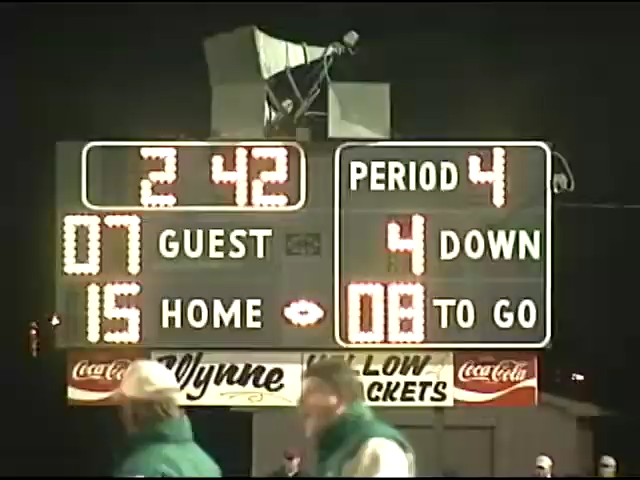 2 42
PERIOD 4
07 GUEST
4 DOWN
15 HOME
08 TO GO
Coca-Cola
Wynne
CKETS
Coca-Cola